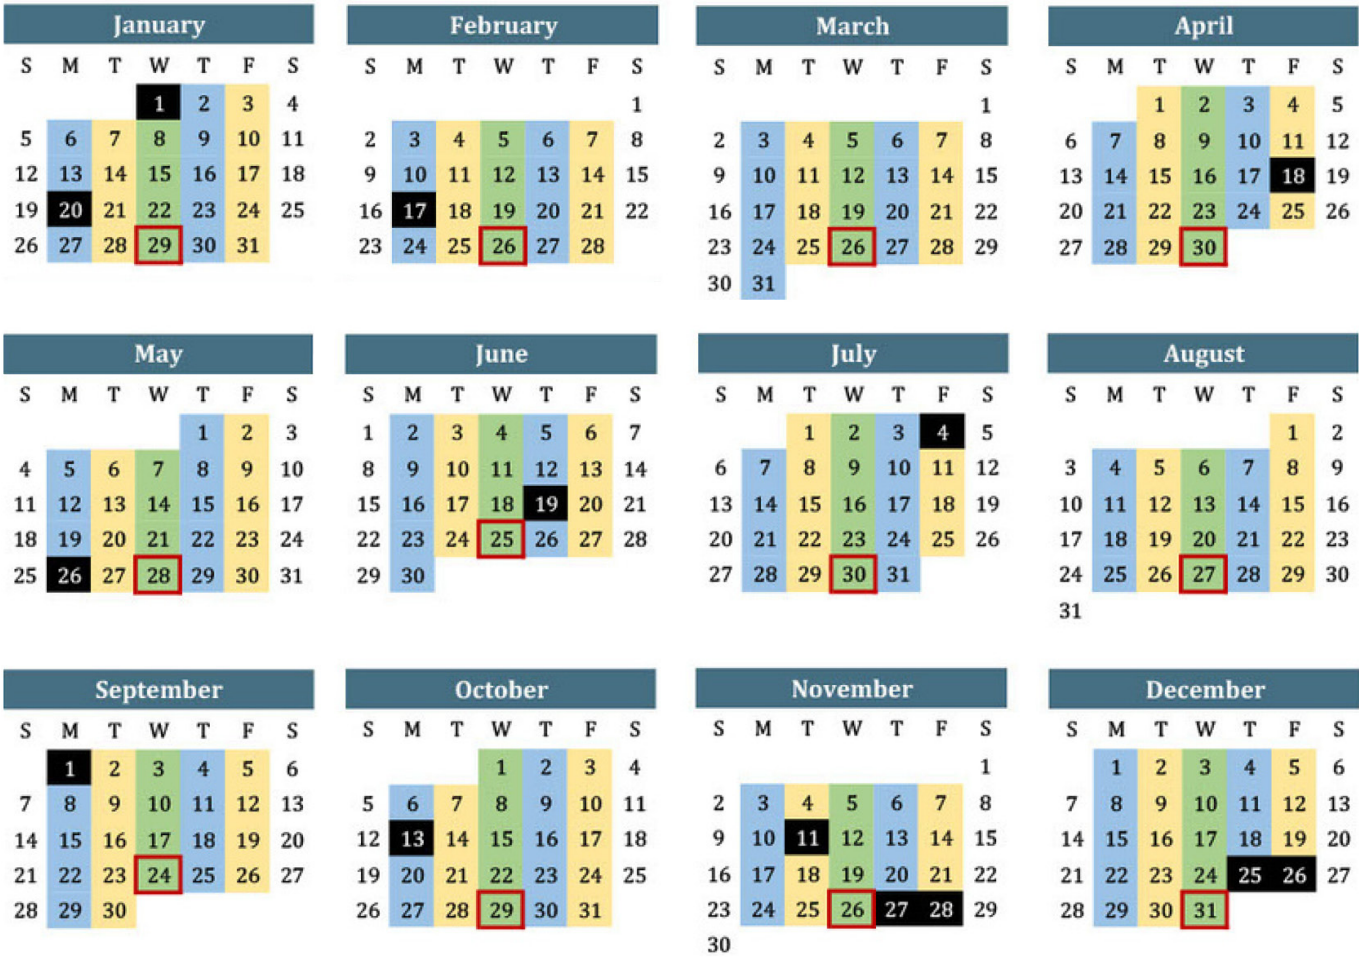 January
S M T W T F S
1 2 3 4
5 6 7 8 9 10 11
12 13 14 15 16 17 18
19 20 21 22 23 24 25
26 27 28 29 30 31
February
S M T W T F S
1
2 3 4 5 6 7 8
9 10 11 12 13 14 15
16 17 18 19 20 21 22
23 24 25 26 27 28
March
S M T W T F S
1
2 3 4 5 6 7 8
9 10 11 12 13 14 15
16 17 18 19 20 21 22
23 24 25 26 27 28 29
30 31
April
S M T W T F S
1 2 3 4 5
6 7 8 9 10 11 12
13 14 15 16 17 18 19
20 21 22 23 24 25 26
27 28 29 30
May
S M T W T F S
1 2 3
4 5 6 7 8 9 10
11 12 13 14 15 16 17
18 19 20 21 22 23 24
25 26 27 28 29 30 31
June
S M T W T F S
1 2 3 4 5 6 7
8 9 10 11 12 13 14
15 16 17 18 19 20 21
22 23 24 25 26 27 28
29 30
July
S M T W T F S
1 2 3 4 5
6 7 8 9 10 11 12
13 14 15 16 17 18 19
20 21 22 23 24 25 26
27 28 29 30 31
August
S M T W T F S
1 2
3 4 5 6 7 8 9
10 11 12 13 14 15 16
17 18 19 20 21 22 23
24 25 26 27 28 29 30
31
September
S M T W T F S
1 2 3 4 5 6
7 8 9 10 11 12 13
14 15 16 17 18 19 20
21 22 23 24 25 26 27
28 29 30
October
S M T W T F S
1 2 3 4
5 6 7 8 9 10 11
12 13 14 15 16 17 18
19 20 21 22 23 24 25
26 27 28 29 30 31
November
S M T W T F S
1
2 3 4 5 6 7 8
9 10 11 12 13 14 15
16 17 18 19 20 21 22
23 24 25 26 27 28 29
30
December
S M T W T F S
1 2 3 4 5 6
7 8 9 10 11 12 13
14 15 16 17 18 19 20
21 22 23 24 25 26 27
28 29 30 31